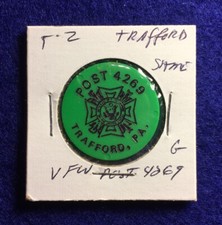 T-2 TRAFFORD
SAME
POST 4269
TRAFFORD, PA.
G
VFW POST 4269